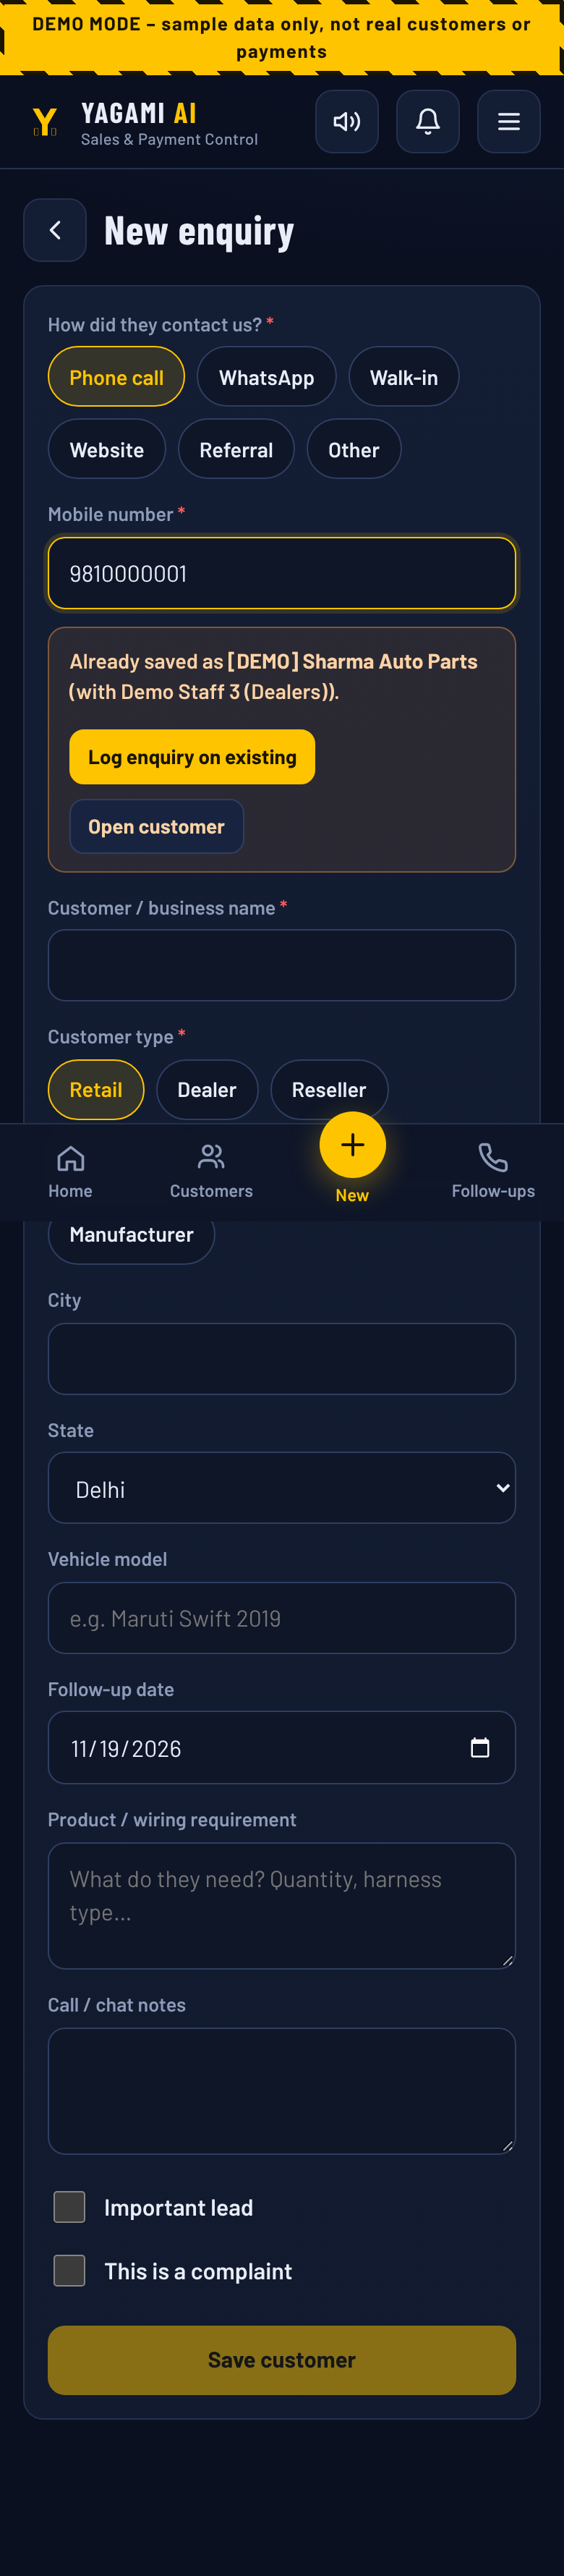 DEMO MODE – sample data only, not real customers or
payments
Y
YAGAMI AI
Sales & Payment Control
New enquiry
How did they contact us? *
Phone call
WhatsApp
Walk-in
Website
Referral
Other
Mobile number *
9810000001
Already saved as [DEMO] Sharma Auto Parts
(with Demo Staff 3 (Dealers)).
Log enquiry on existing
Open customer
Customer / business name *
Customer type *
Retail
Dealer
Reseller
Home
Customers
New
Follow-ups
Manufacturer
City
State
Delhi
Vehicle model
e.g. Maruti Swift 2019
Follow-up date
11/19/2026
Product / wiring requirement
What do they need? Quantity, harness
type...
Call / chat notes
Important lead
This is a complaint
Save customer